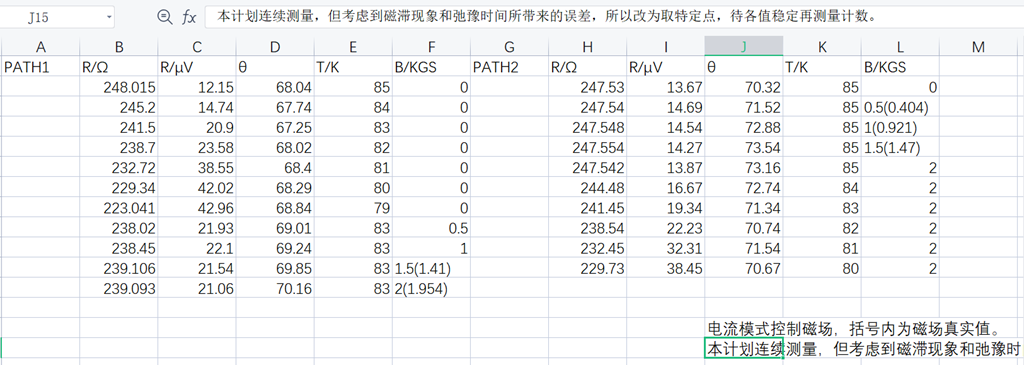 J15 fx 本计划连续测量，但考虑到磁滞现象和弛豫时间所带来的误差，所以改为取特定点，待各值稳定再测量计数。
A B C D E F G H I J K L M
PATH1 R/Ω R/μV θ T/K B/KGS PATH2 R/Ω R/μV θ T/K B/KGS
248.015 12.15 68.04 85 0 247.53 13.67 70.32 85 0
245.2 14.74 67.74 84 0 247.54 14.69 71.52 85 0.5(0.404)
241.5 20.9 67.25 83 0 247.548 14.54 72.88 85 1(0.921)
238.7 23.58 68.02 82 0 247.554 14.27 73.54 85 1.5(1.47)
232.72 38.55 68.4 81 0 247.542 13.87 73.16 85 2
229.34 42.02 68.29 80 0 244.48 16.67 72.74 84 2
223.041 42.96 68.84 79 0 241.45 19.34 71.34 83 2
238.02 21.93 69.01 83 0.5 238.54 22.23 70.74 82 2
238.45 22.1 69.24 83 1 232.45 32.31 71.54 81 2
239.106 21.54 69.85 83 1.5(1.41) 229.73 38.45 70.67 80 2
239.093 21.06 70.16 83 2(1.954)
电流模式控制磁场，括号内为磁场真实值。
本计划连续测量，但考虑到磁滞现象和弛豫时